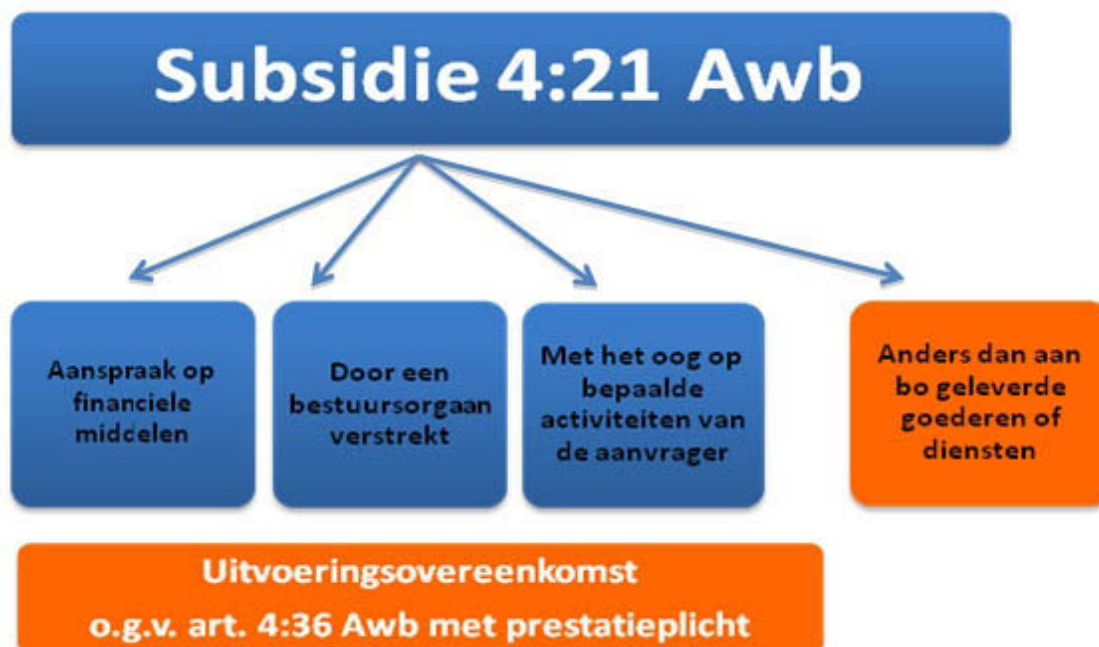 Subsidie 4:21 Awb
Aanspraak op
financiele
middelen
Door een
bestuursorgaan
verstrekt
Met het oog op
bepaalde
activiteiten van
de aanvrager
Anders dan aan
bo geleverde
goederen of
diensten
Uitvoeringsovereenkomst
o.g.v. art. 4:36 Awb met prestatieplicht